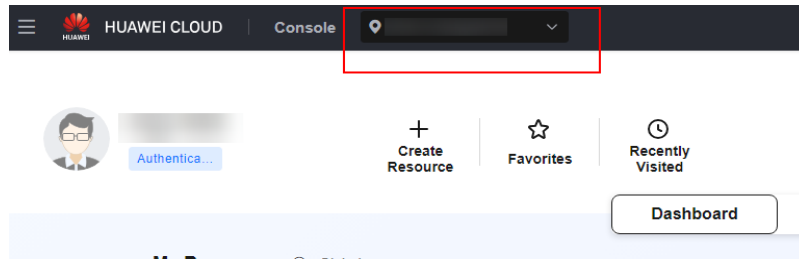 HUAWEI HUAWEI CLOUD Console
Authentica...
Create
Resource
Favorites
Recently
Visited
Dashboard